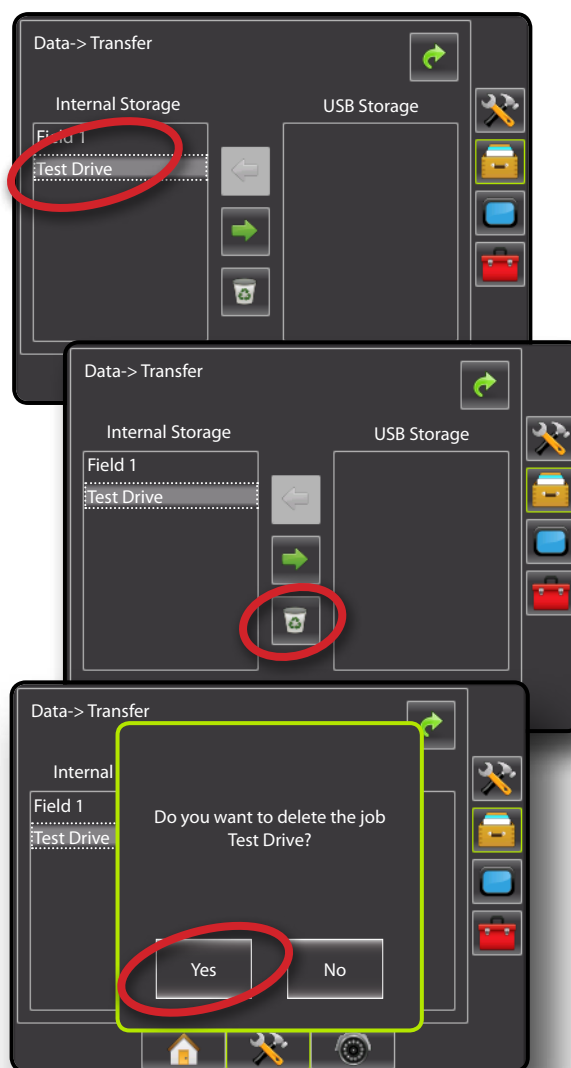 Data-> Transfer
Internal Storage
USB Storage
Field 1
Test Drive
Data-> Transfer
Internal Storage
USB Storage
Field 1
Test Drive
Data-> Transfer
Internal
Field 1
Test Drive
Do you want to delete the job
Test Drive?
Yes
No